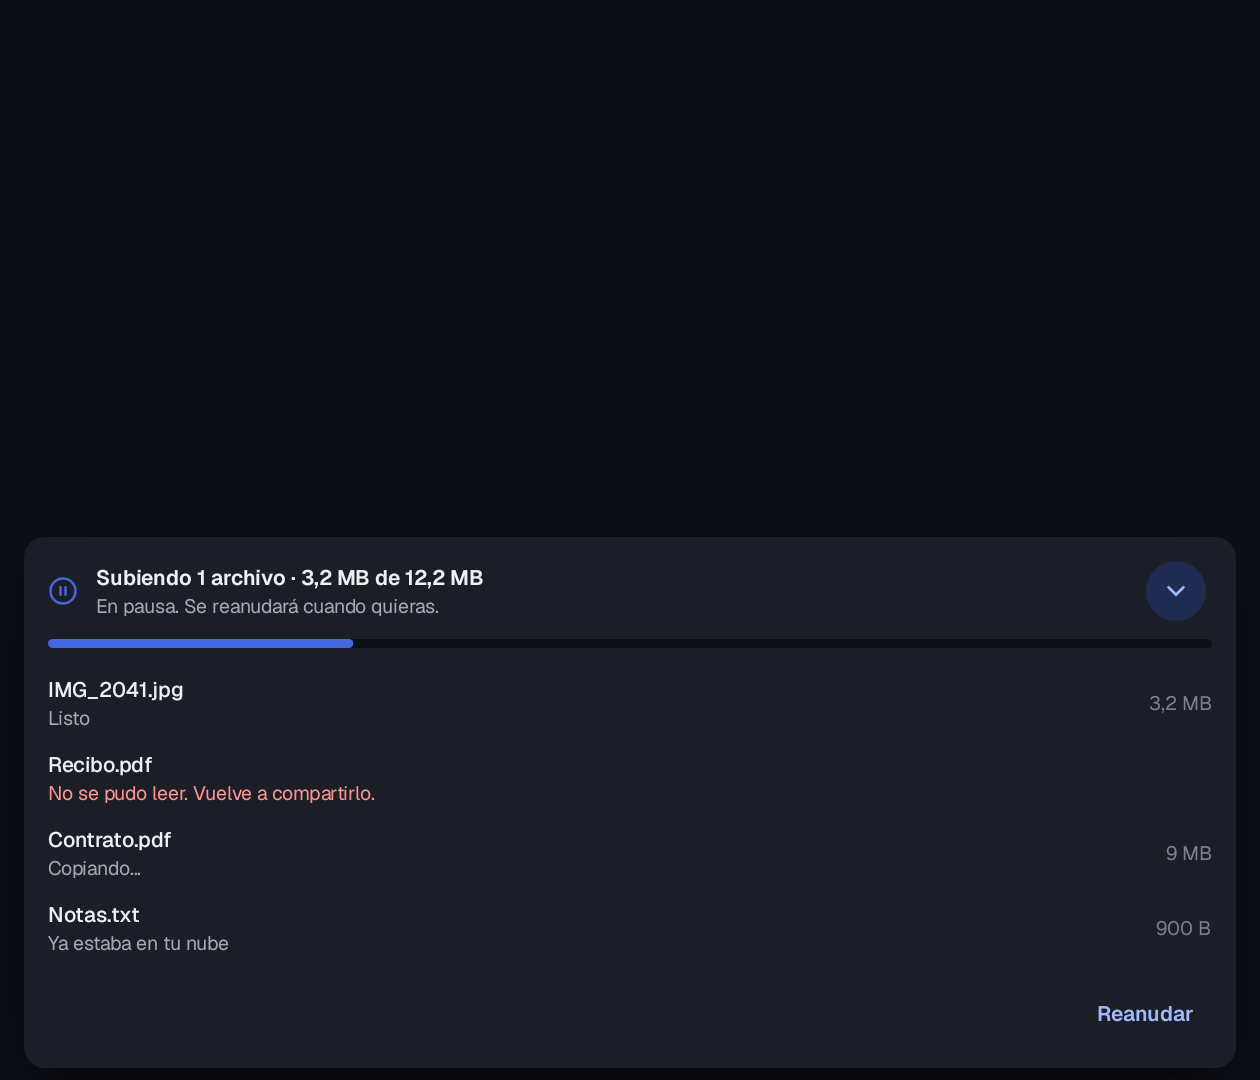 Subiendo 1 archivo · 3,2 MB de 12,2 MB
En pausa. Se reanudará cuando quieras.
IMG_2041.jpg
Listo
3,2 MB
Recibo.pdf
No se pudo leer. Vuelve a compartirlo.
Contrato.pdf
Copiando...
9 MB
Notas.txt
Ya estaba en tu nube
900 B
Reanudar